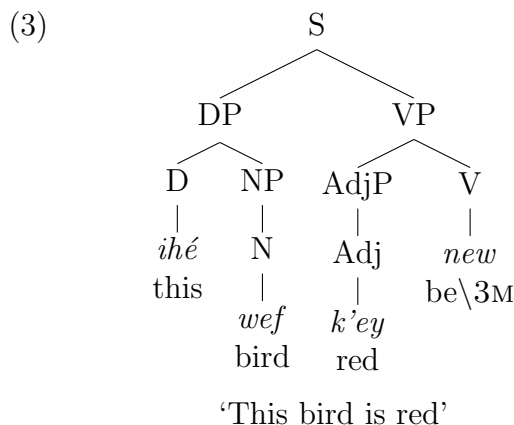 (3) S
DP VP
D NP AdjP V
ihé N Adj new
this be\3M
wef k'ey
bird red
‘This bird is red’